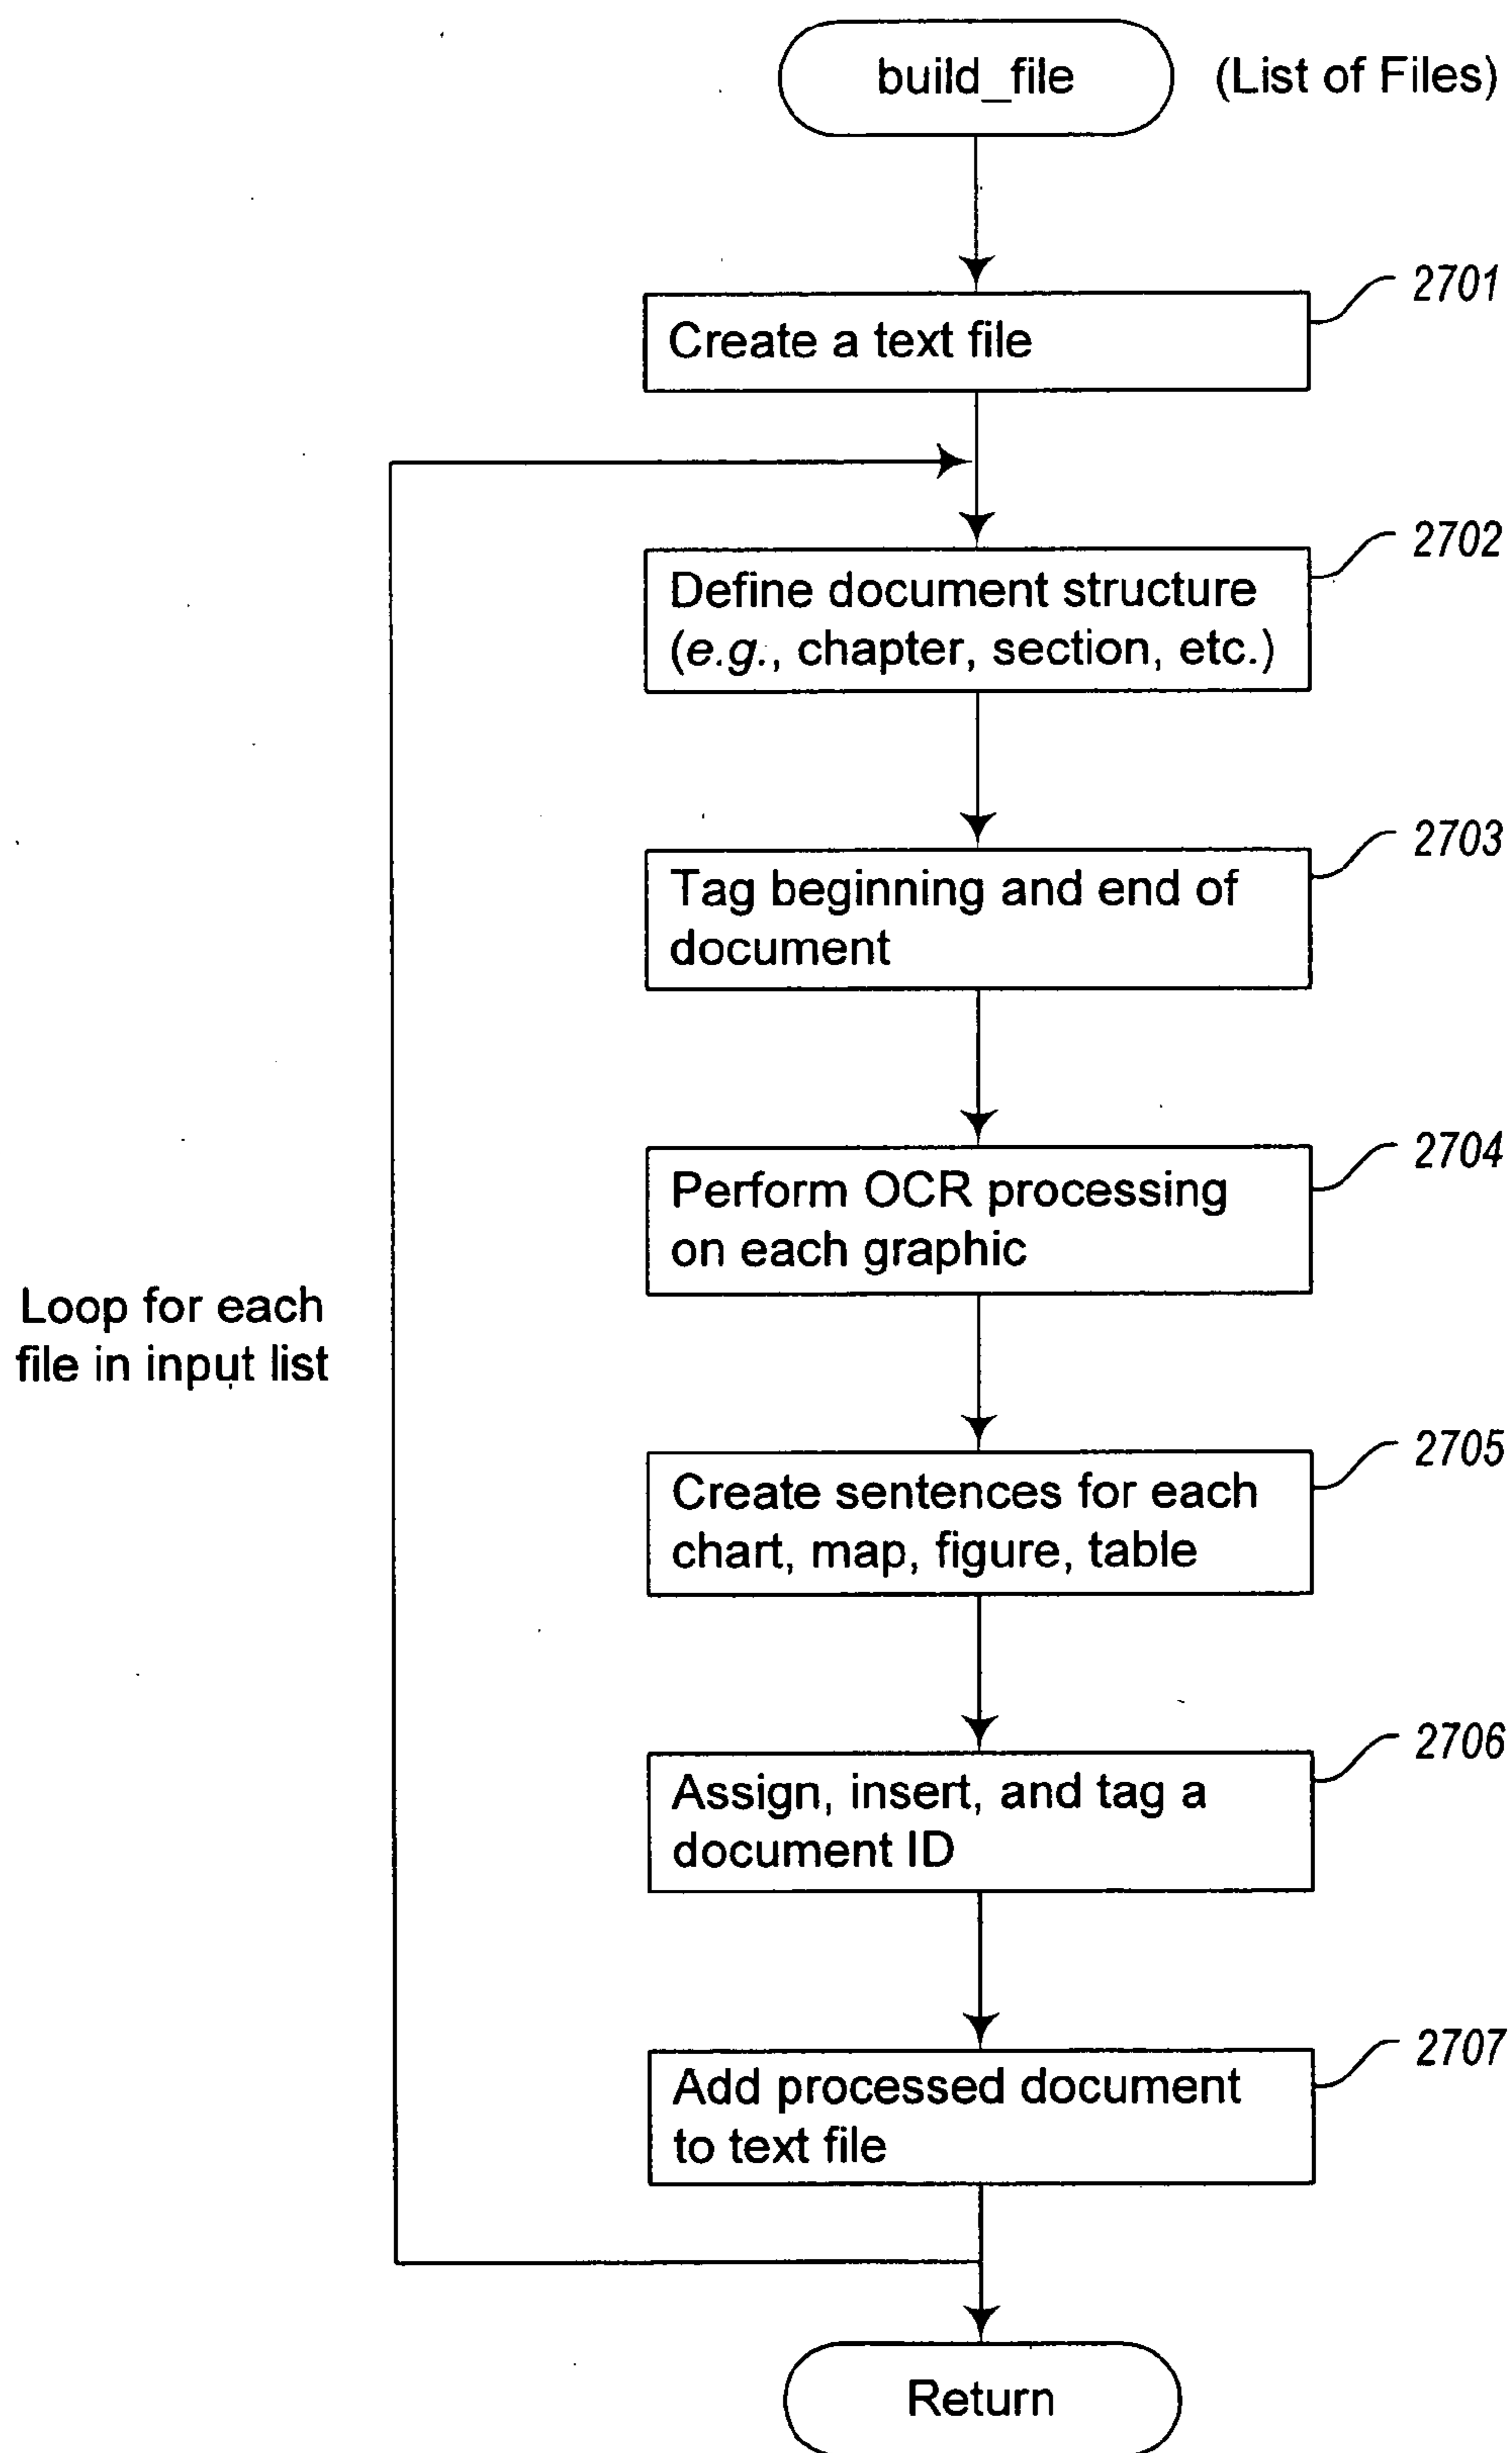 build_file (List of Files)
2701
Create a text file
2702
Define document structure
(e.g., chapter, section, etc.)
2703
Tag beginning and end of
document
2704
Perform OCR processing
on each graphic
Loop for each
file in input list
2705
Create sentences for each
chart, map, figure, table
2706
Assign, insert, and tag a
document ID
2707
Add processed document
to text file
Return